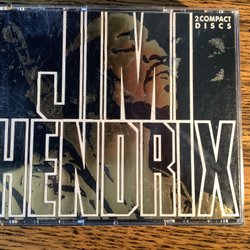 JIMI
2 COMPACT
DISCS
HENDRIX